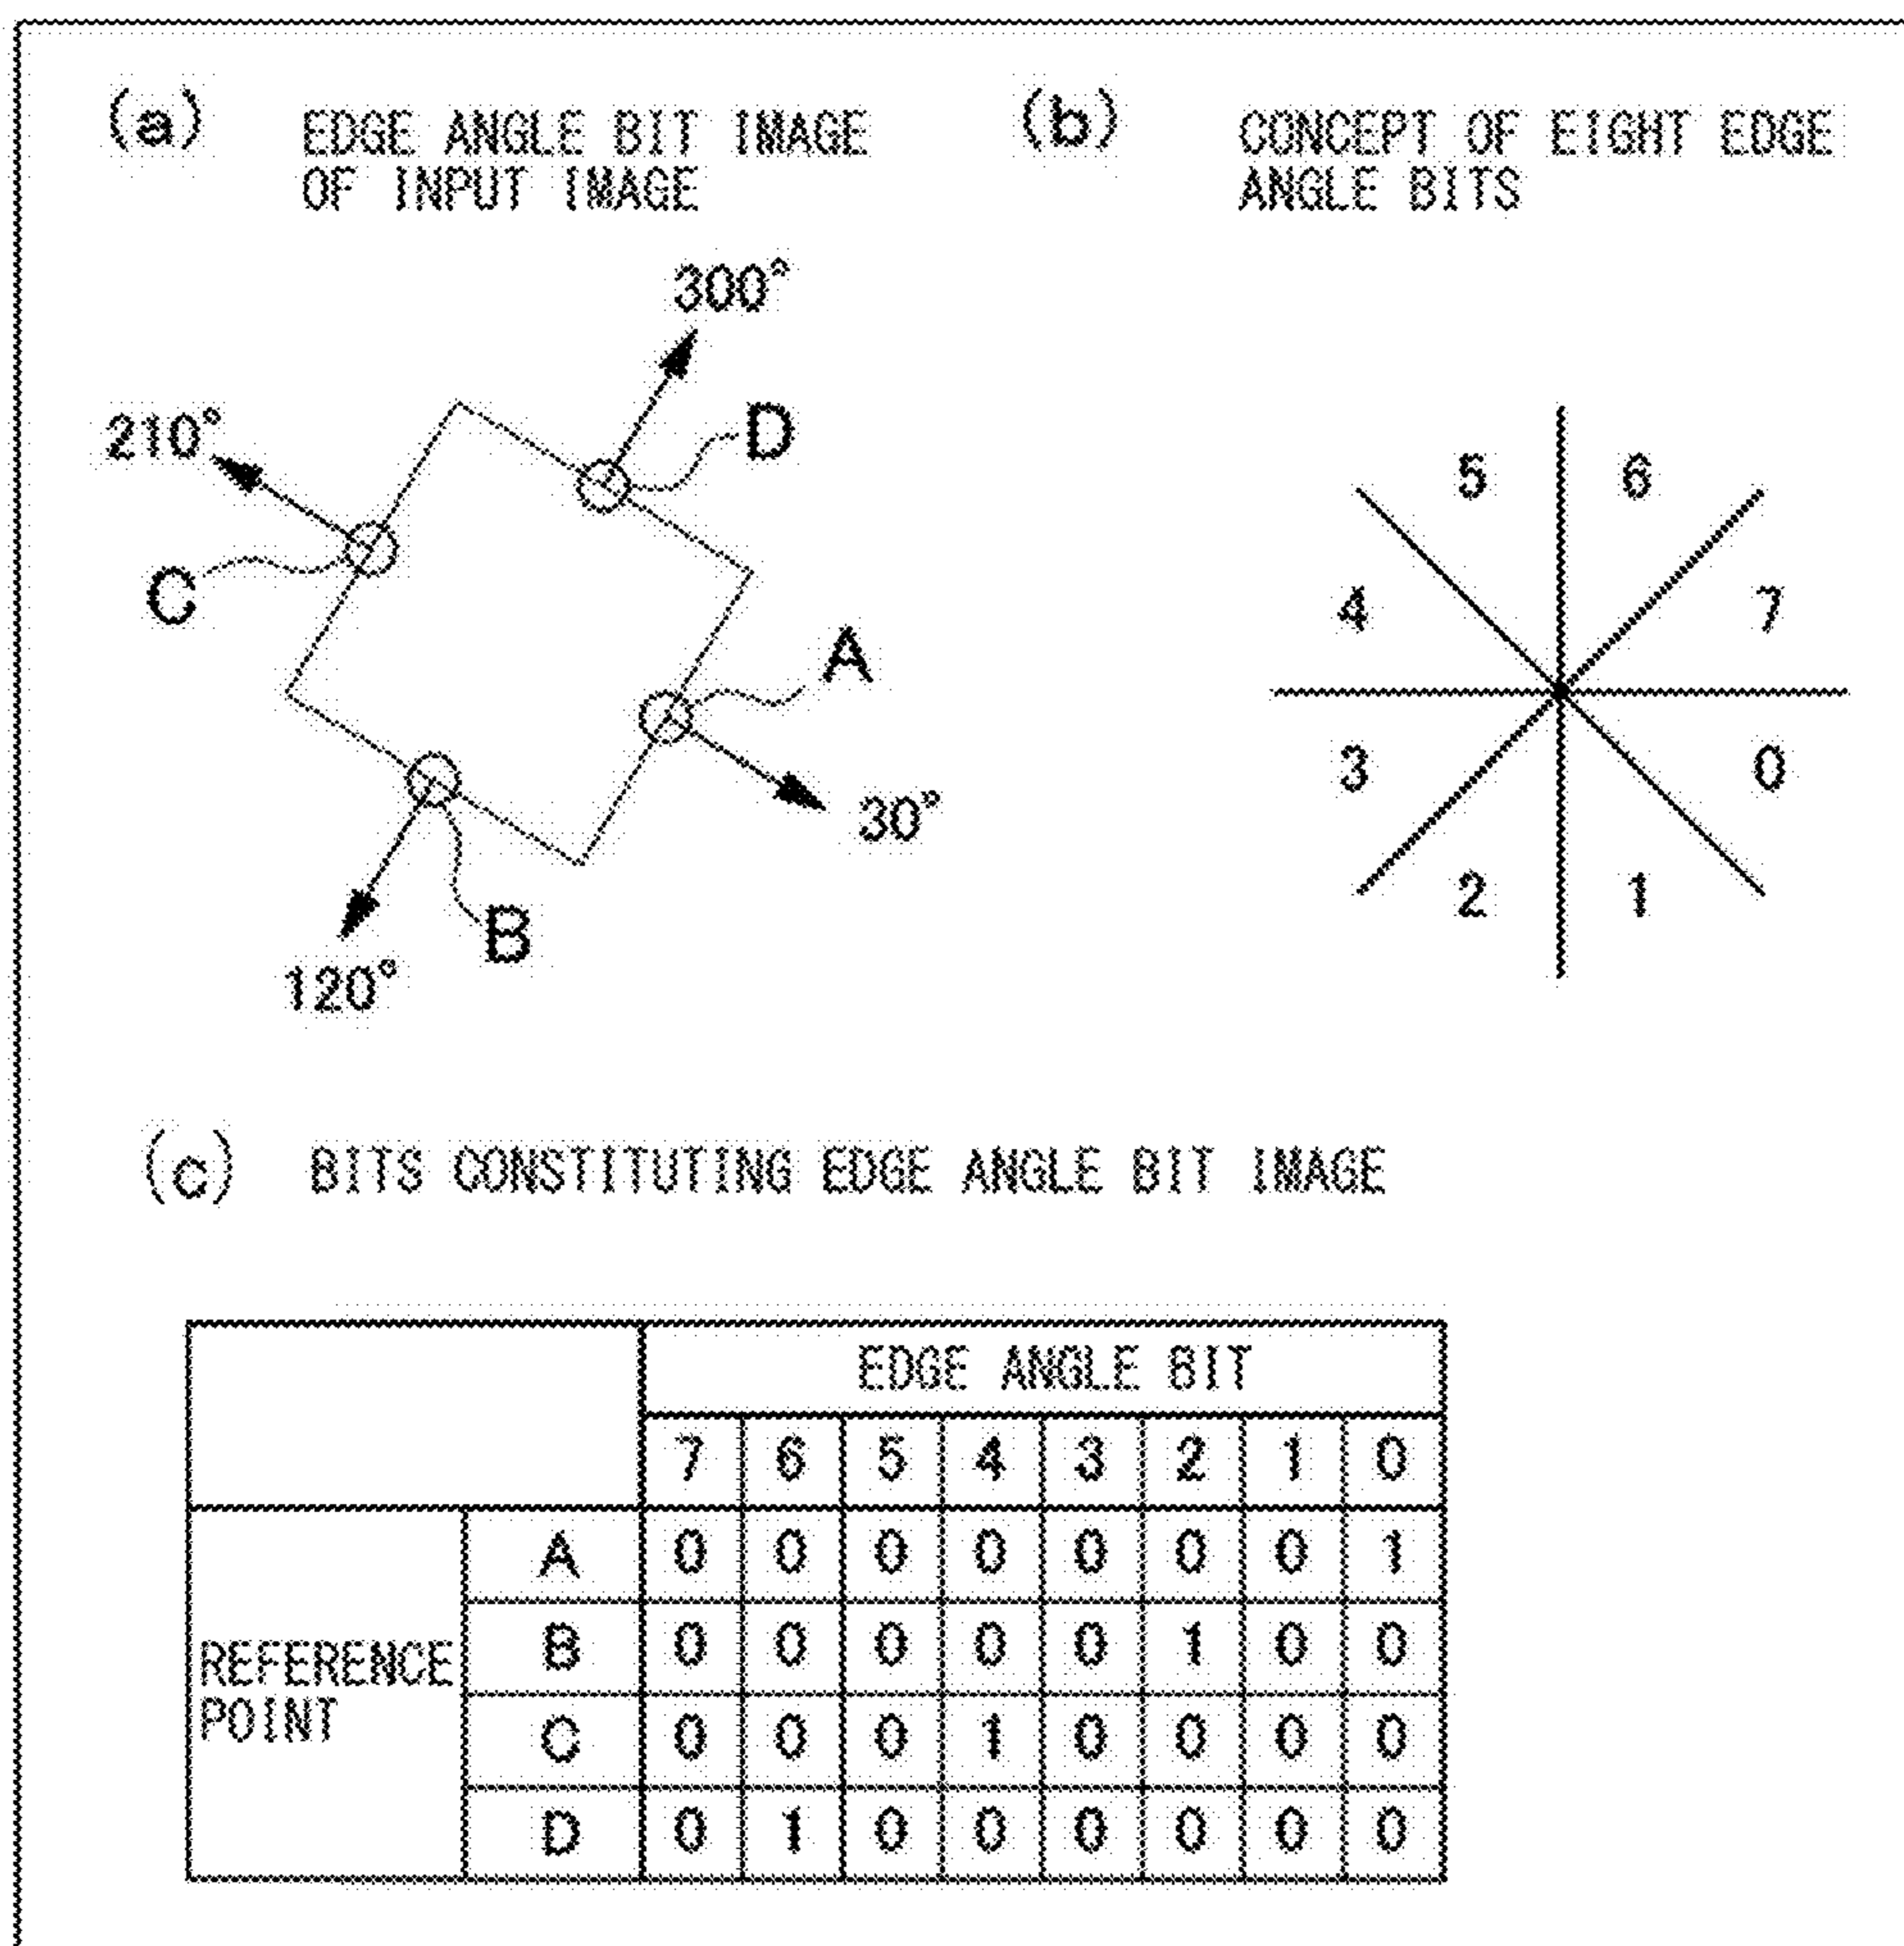 (a) EDGE ANGLE BIT IMAGE
OF INPUT IMAGE
(b) CONCEPT OF EIGHT EDGE
ANGLE BITS
300°
210°
D
C
A
30°
B
120°
5 6
4 7
3 0
2 1
(c) BITS CONSTITUTING EDGE ANGLE BIT IMAGE
EDGE ANGLE BIT
7 6 5 4 3 2 1 0
REFERENCE
POINT
A 0 0 0 0 0 0 0 1
B 0 0 0 0 0 1 0 0
C 0 0 0 1 0 0 0 0
D 0 1 0 0 0 0 0 0